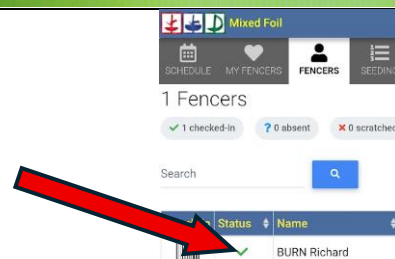 Mixed Foil
SCHEDULE MY FENCERS FENCERS SEEDING
1 Fencers
1 checked-in ? 0 absent 0 scratched
Search
Status Name
BURN Richard